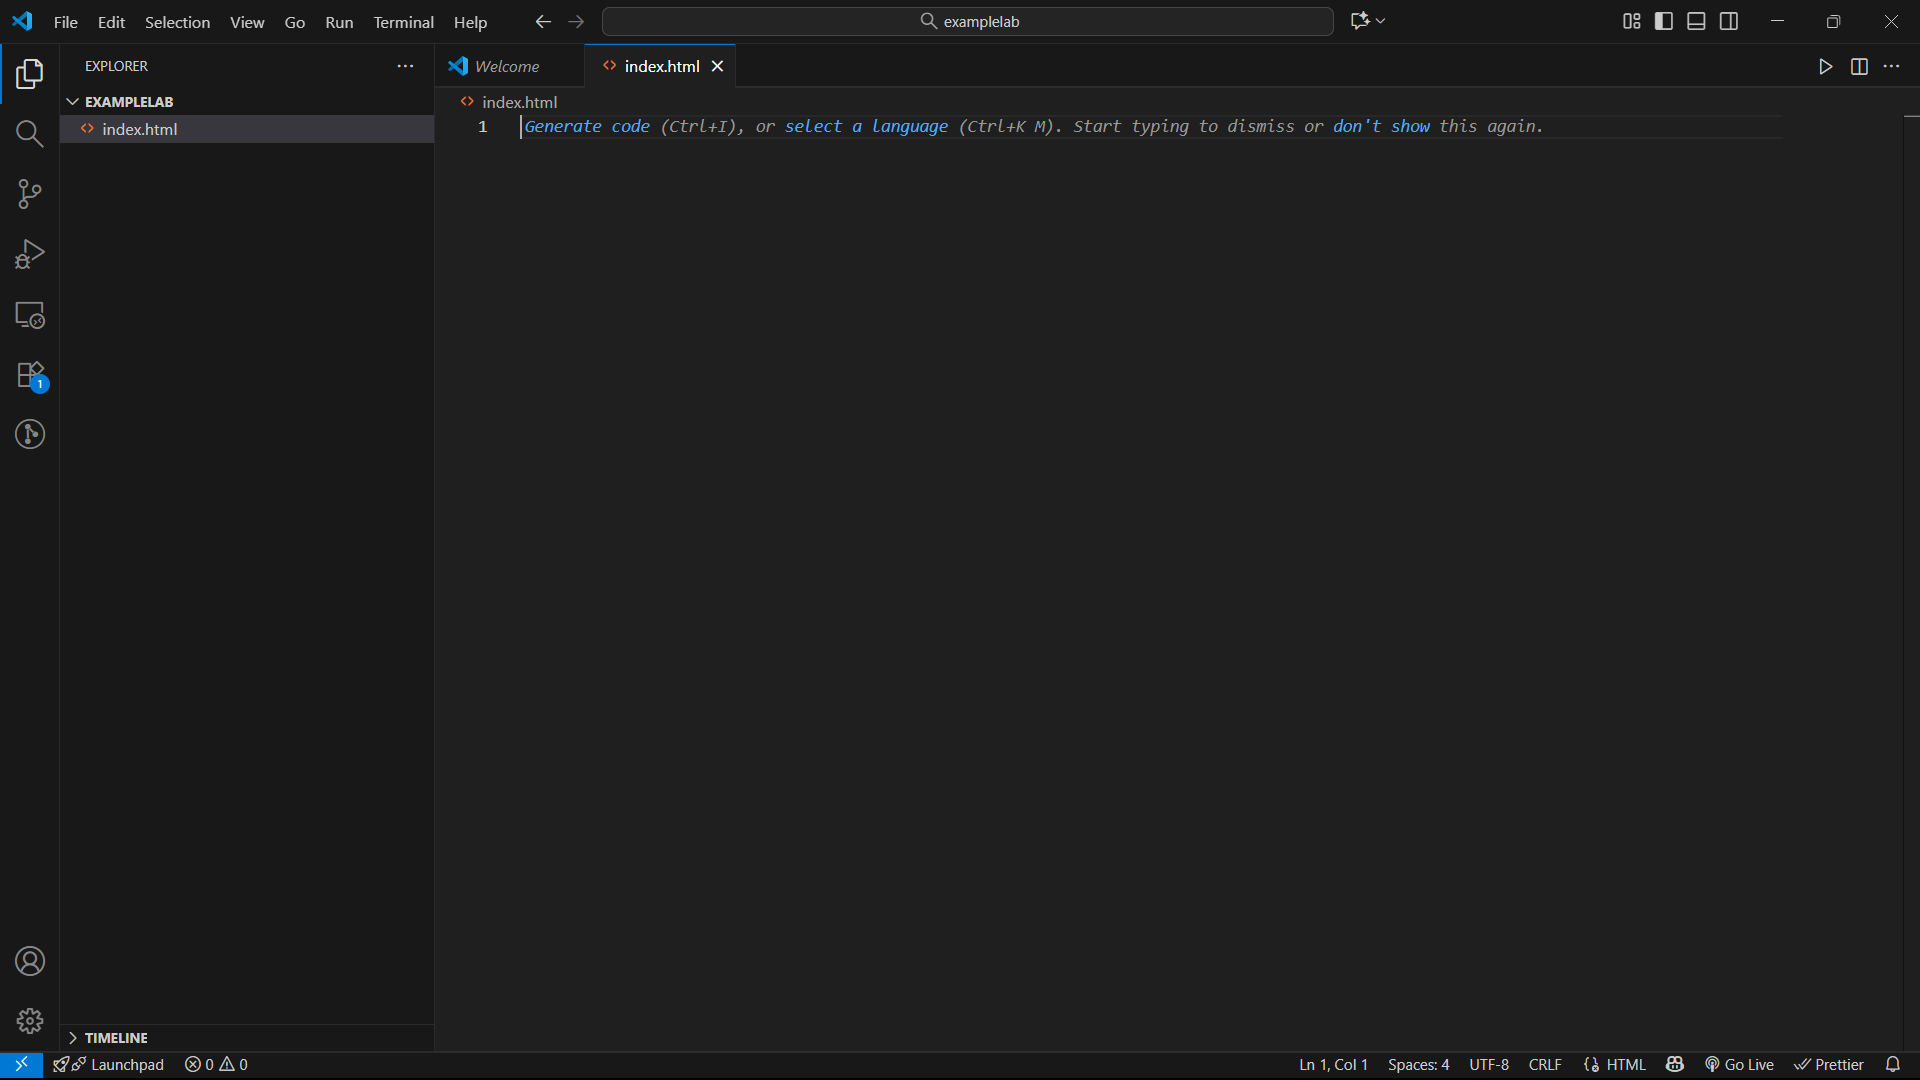 File Edit Selection View Go Run Terminal Help
examplelab
EXPLORER
EXAMPLELAB
index.html
1
Welcome
index.html
index.html
1 Generate code (Ctrl+I), or select a language (Ctrl+K M). Start typing to dismiss or don't show this again.
TIMELINE
Launchpad 0 0
Ln 1, Col 1 Spaces: 4 UTF-8 CRLF HTML Go Live Prettier